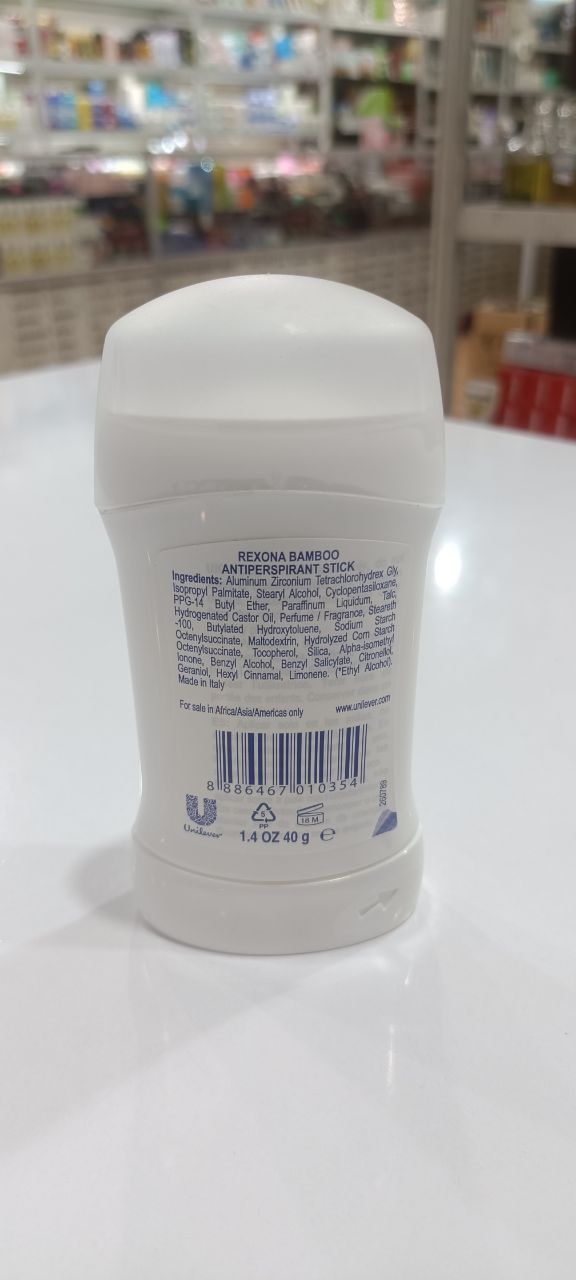 REXONA BAMBOO
ANTIPERSPIRANT STICK
Ingredients: Aluminum Zirconium Tetrachlorohydrex Gly,
Isopropyl Palmitate, Stearyl Alcohol, Cyclopentasiloxane,
PPG-14 Butyl Ether, Paraffinum Liquidum, Talc,
Hydrogenated Castor Oil, Perfume / Fragrance, Steareth
-100, Butylated Hydroxytoluene, Sodium Starch
Octenylsuccinate, Maltodextrin, Hydrolyzed Corn Starch
Octenylsuccinate, Tocopherol, Silica, Alpha-Isomethyl
Ionone, Benzyl Alcohol, Benzyl Salicylate, Citronellol,
Geraniol, Hexyl Cinnamal, Limonene. (*Ethyl Alcohol).
Made in Italy
For sale in Africa/Asia/Americas only www.unilever.com
8 886467 010354
260789
Unilever
5
PP
18 M
1.4 OZ 40 g ℮